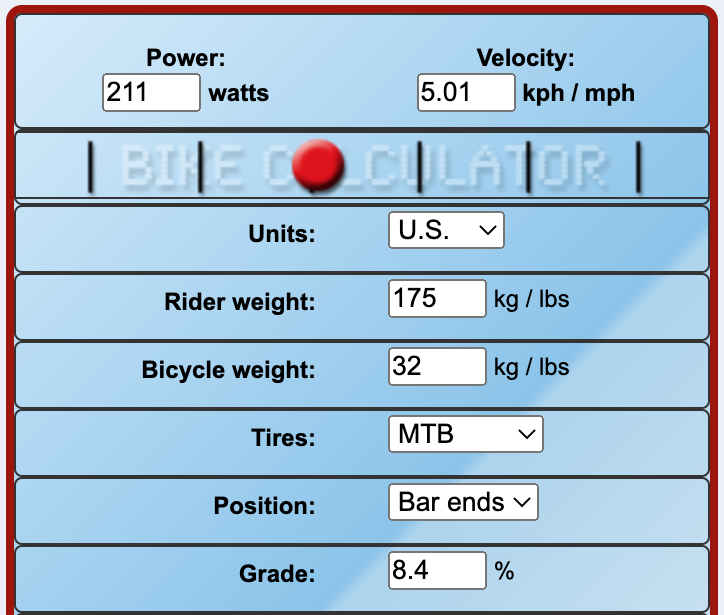 Power: Velocity:
211 watts 5.01 kph / mph
BIKE CALCULATOR
Units: U.S.
Rider weight: 175 kg / lbs
Bicycle weight: 32 kg / lbs
Tires: MTB
Position: Bar ends
Grade: 8.4 %